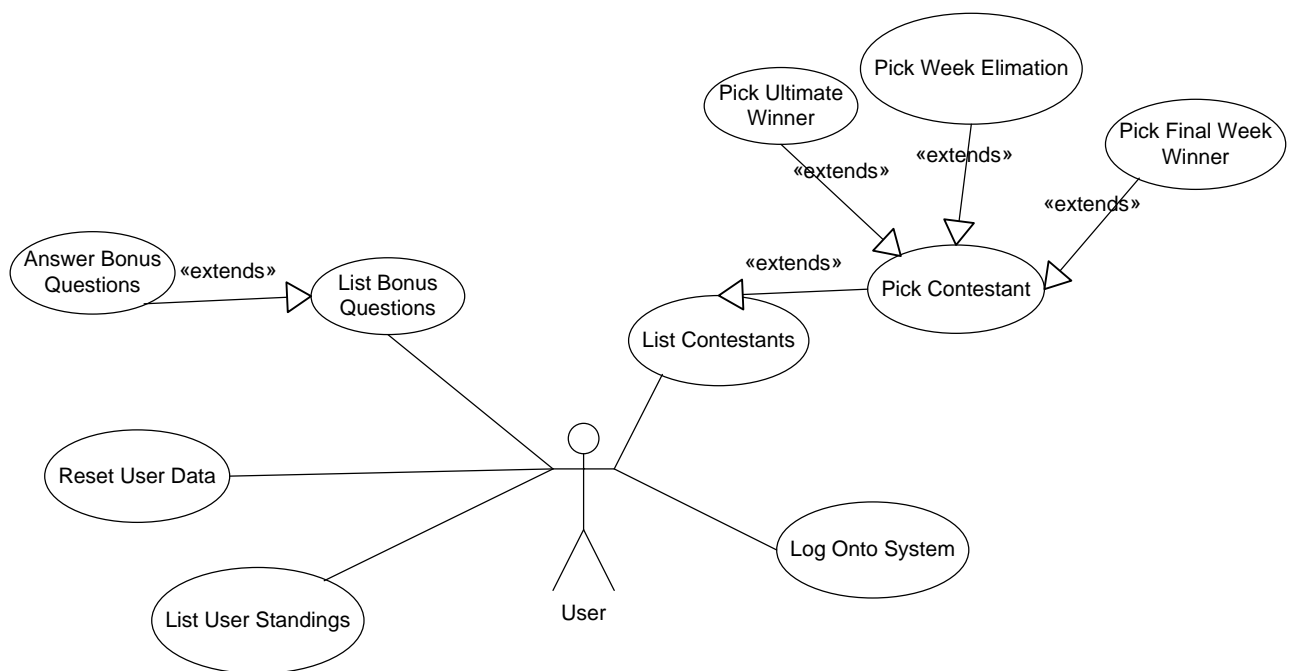 Pick Week Elimation
Pick Ultimate
Winner
Pick Final Week
Winner
«extends»
«extends»
«extends»
Answer Bonus
Questions
«extends»
List Bonus
Questions
«extends»
Pick Contestant
List Contestants
Reset User Data
Log Onto System
List User Standings
User